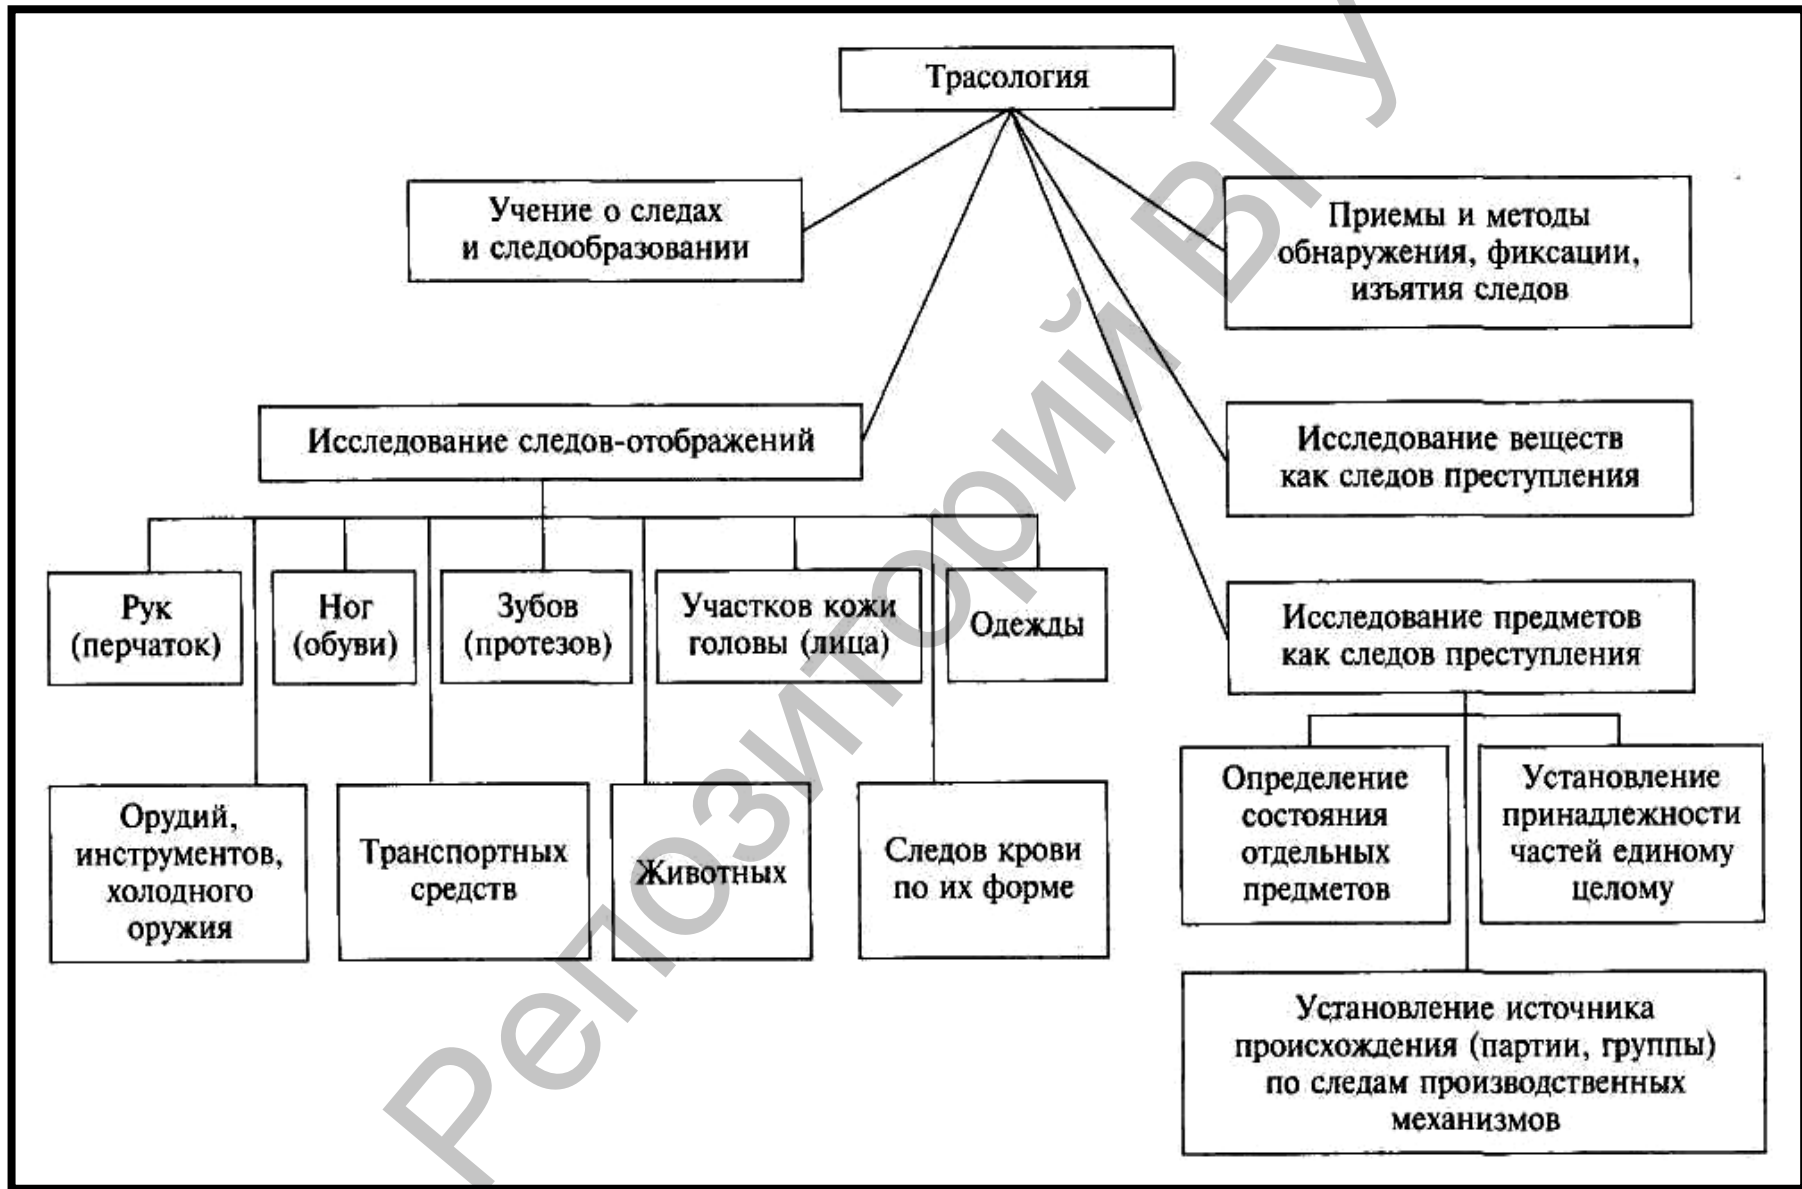 Трасология
Учение о следах
и следообразовании
Приемы и методы
обнаружения, фиксации,
изъятия следов
Исследование следов-отображений
Исследование веществ
как следов преступления
Рук
(перчаток)
Ног
(обуви)
Зубов
(протезов)
Участков кожи
головы (лица)
Одежды
Исследование предметов
как следов преступления
Орудий,
инструментов,
холодного
оружия
Транспортных
средств
Животных
Следов крови
по их форме
Определение
состояния
отдельных
предметов
Установление
принадлежности
частей единому
целому
Установление источника
происхождения (партии, группы)
по следам производственных
механизмов
Репозиторий ВГУ